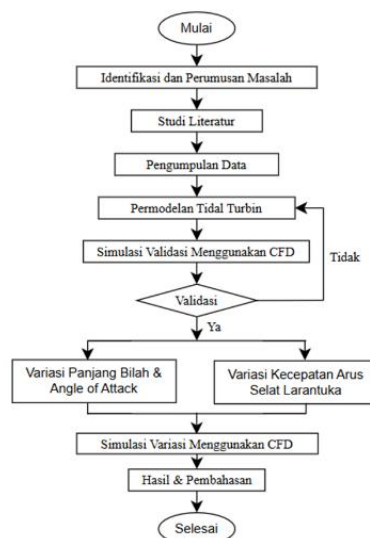 Mulai
Identifikasi dan Perumusan Masalah
Studi Literatur
Pengumpulan Data
Permodelan Tidal Turbin
Simulasi Validasi Menggunakan CFD
Tidak
Validasi
Ya
Variasi Panjang Bilah &
Angle of Attack
Variasi Kecepatan Arus
Selat Larantuka
Simulasi Variasi Menggunakan CFD
Hasil & Pembahasan
Selesai